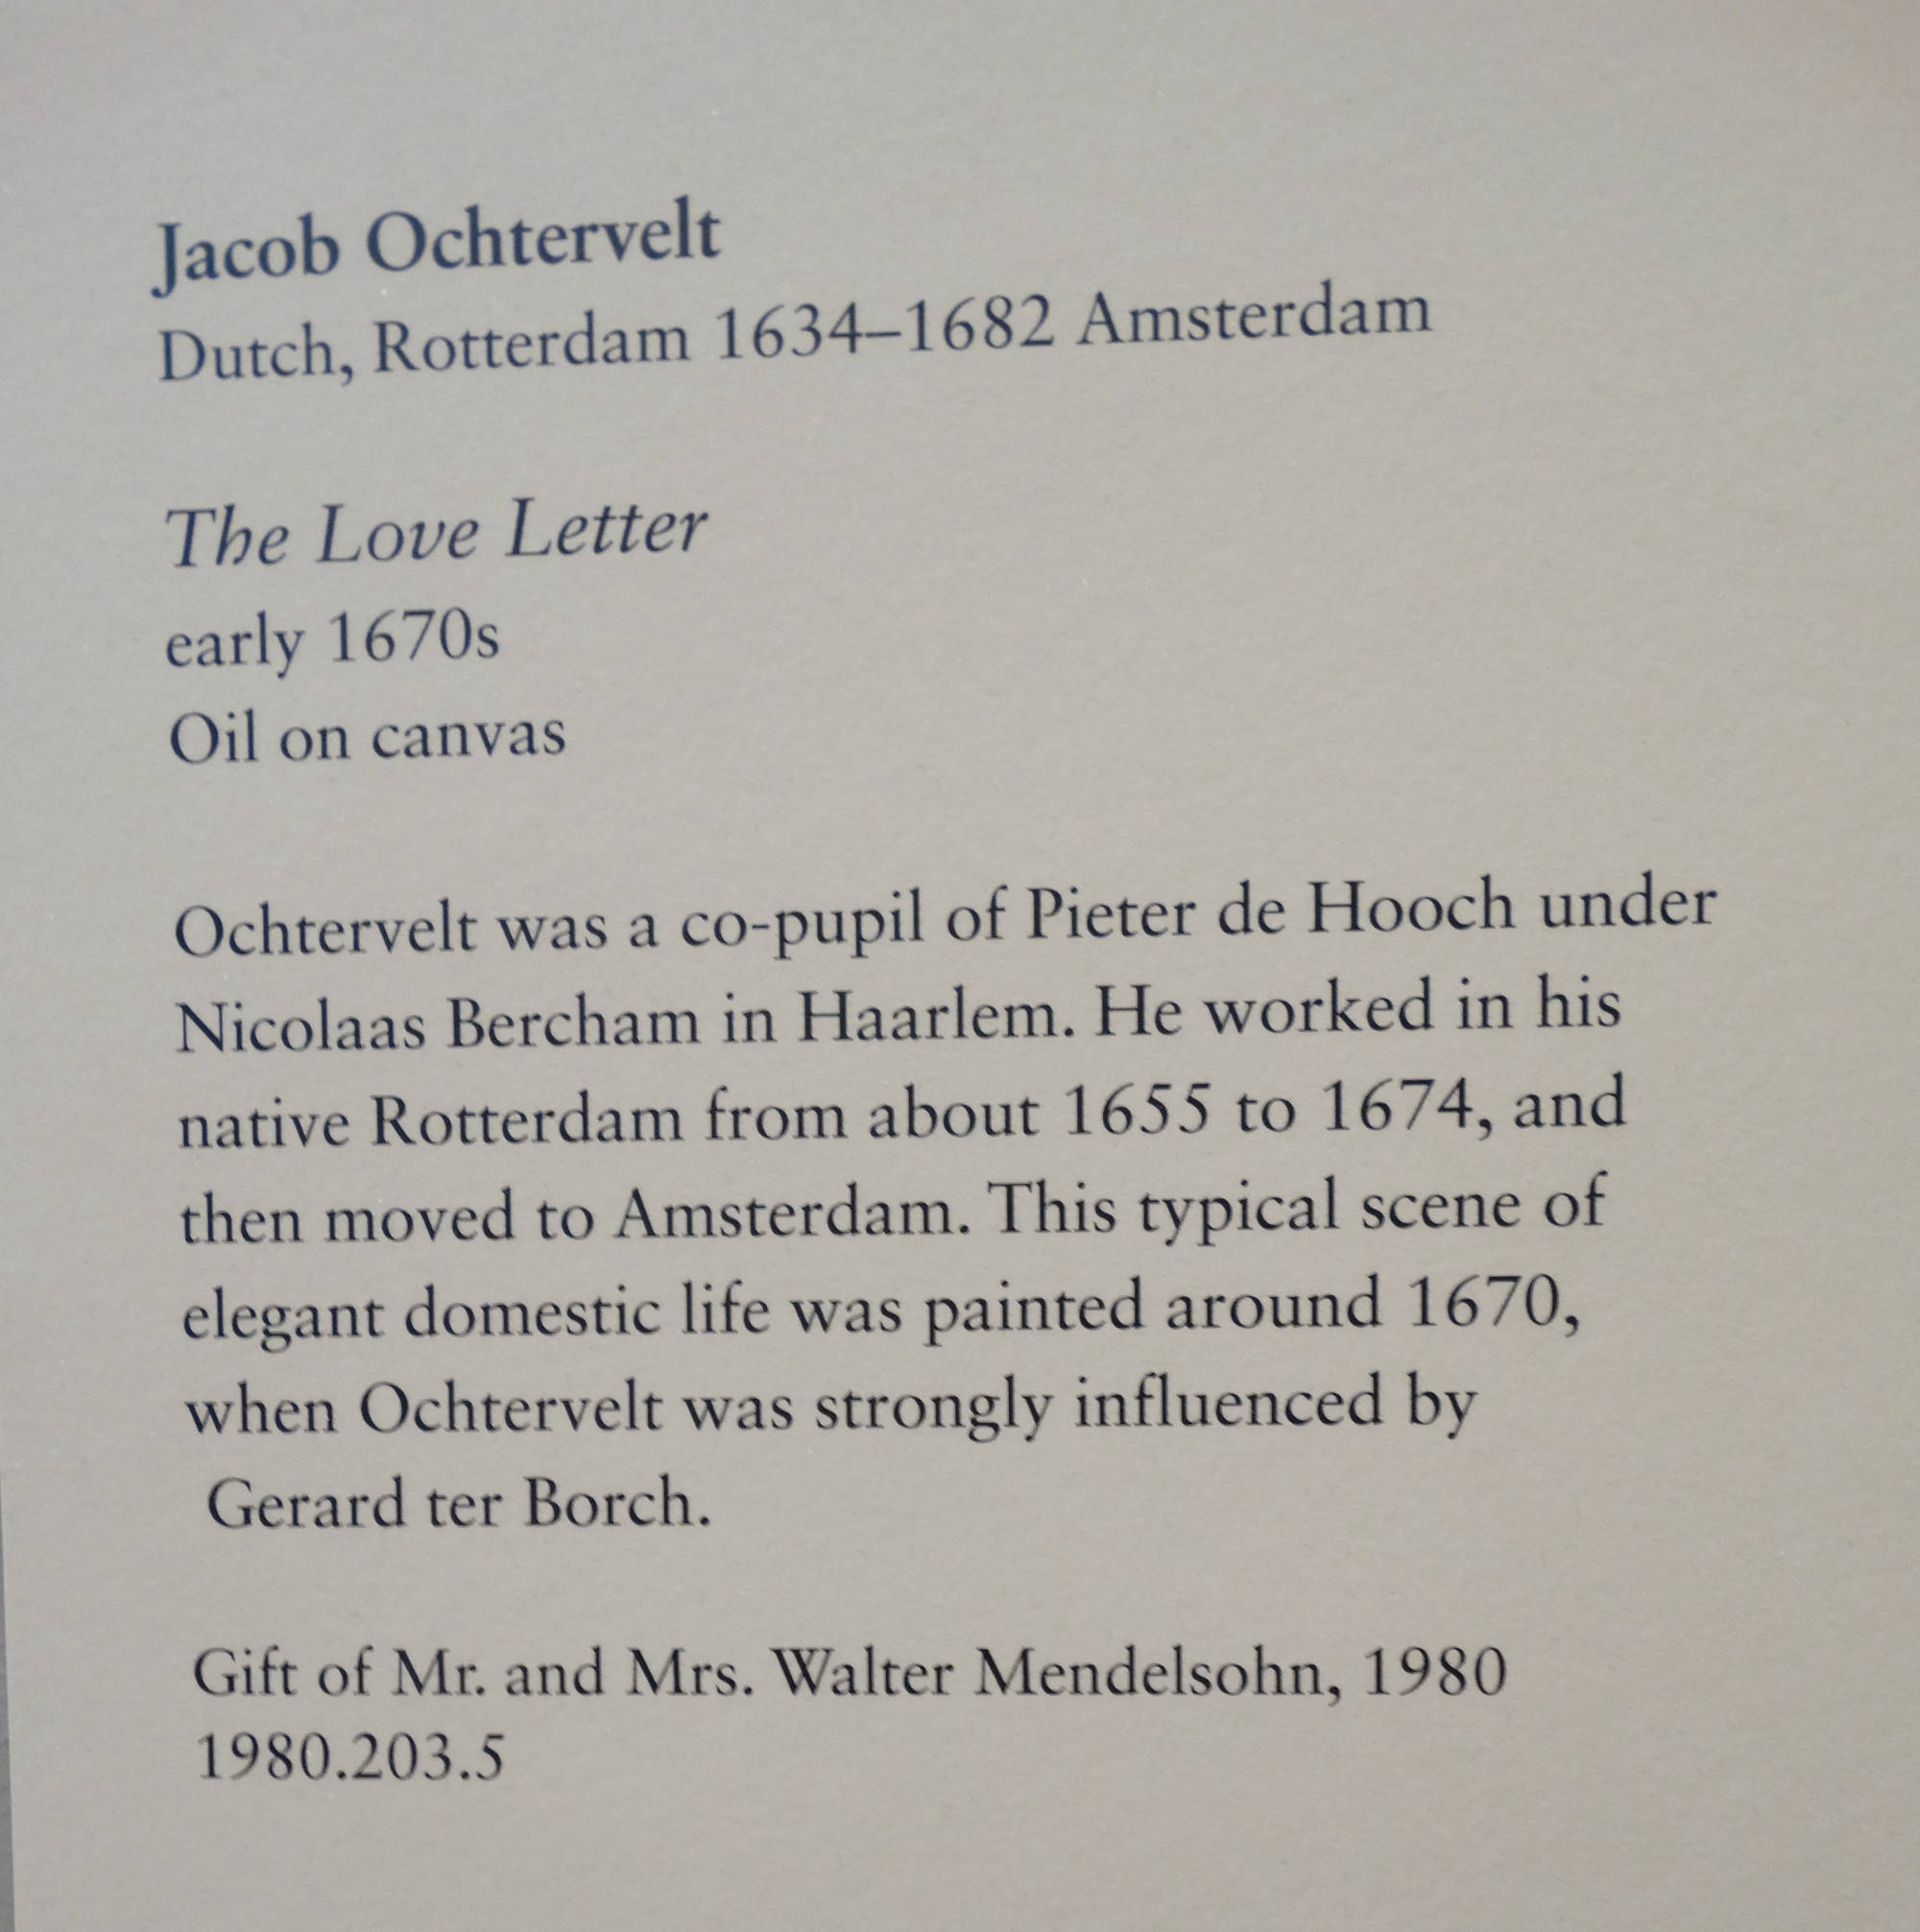 Jacob Ochtervelt
Dutch, Rotterdam 1634–1682 Amsterdam
The Love Letter
early 1670s
Oil on canvas
Ochtervelt was a co-pupil of Pieter de Hooch under
Nicolaas Bercham in Haarlem. He worked in his
native Rotterdam from about 1655 to 1674, and
then moved to Amsterdam. This typical scene of
elegant domestic life was painted around 1670,
when Ochtervelt was strongly influenced by
Gerard ter Borch.
Gift of Mr. and Mrs. Walter Mendelsohn, 1980
1980.203.5